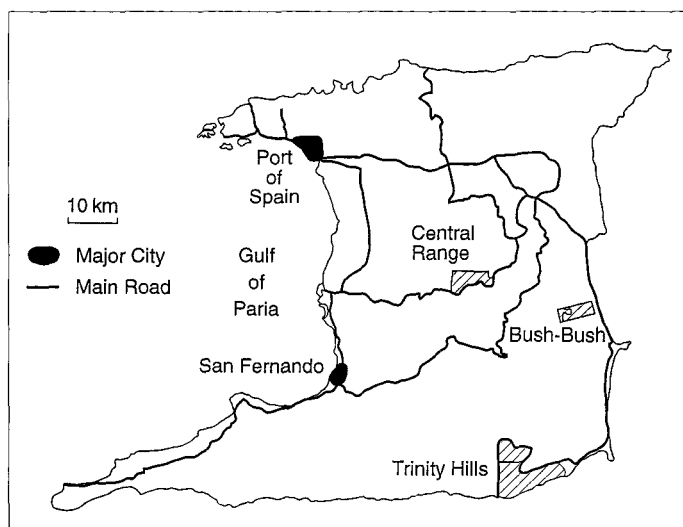 Port
of
Spain
10 km
Major City
Main Road
Gulf
of
Paria
Central
Range
Bush-Bush
San Fernando
Trinity Hills